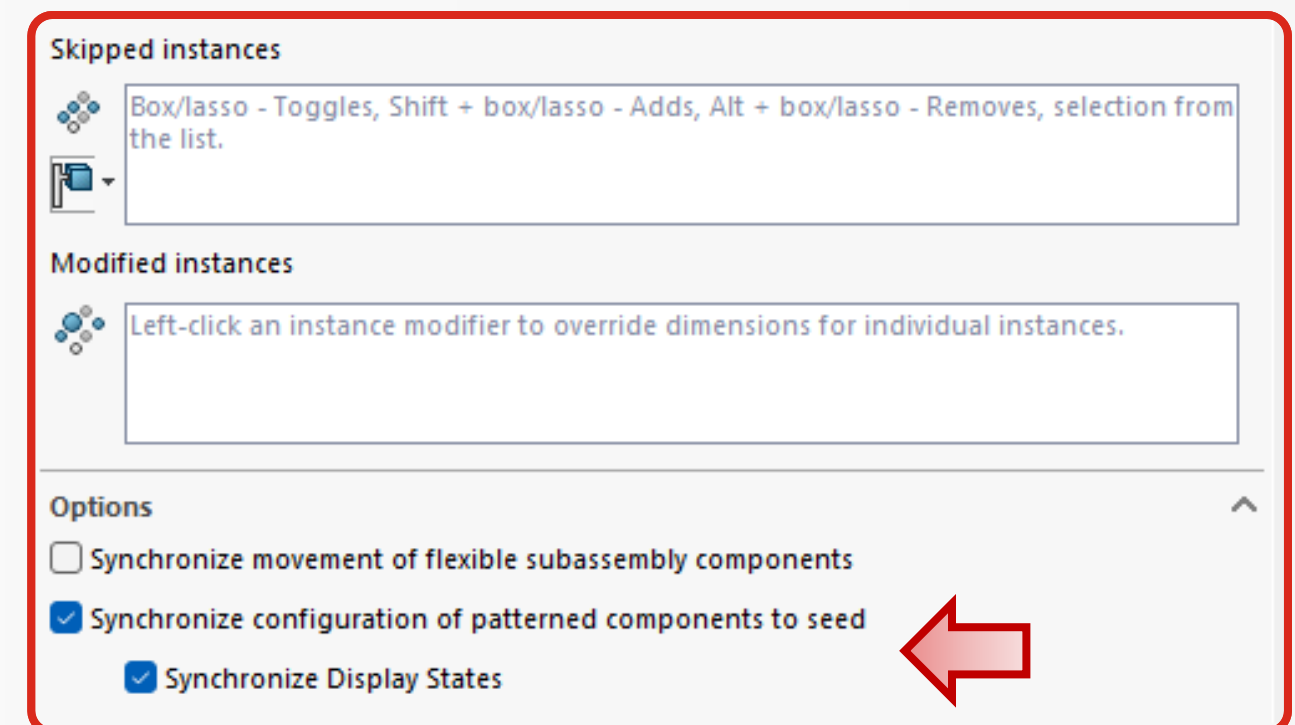 Skipped instances
Box/lasso - Toggles, Shift + box/lasso - Adds, Alt + box/lasso - Removes, selection from
the list.
Modified instances
Left-click an instance modifier to override dimensions for individual instances.
Options
Synchronize movement of flexible subassembly components
Synchronize configuration of patterned components to seed
Synchronize Display States